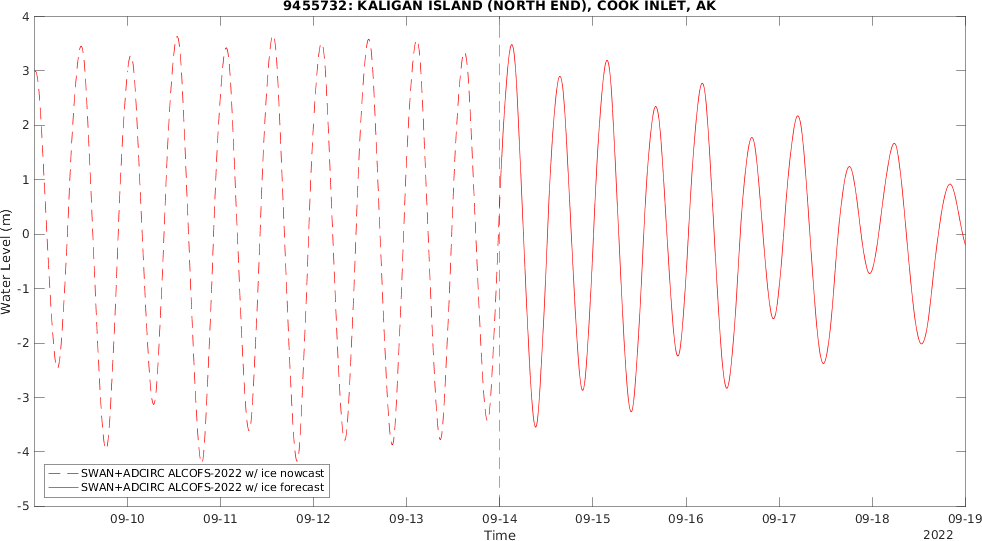 9455732: KALIGAN ISLAND (NORTH END), COOK INLET, AK
4
3
2
1
0
-1
-2
-3
-4
-5
Water Level (m)
SWAN+ADCIRC ALCOFS-2022 w/ ice nowcast
SWAN+ADCIRC ALCOFS-2022 w/ ice forecast
09-10 09-11 09-12 09-13 09-14 09-15 09-16 09-17 09-18 09-19
Time
2022